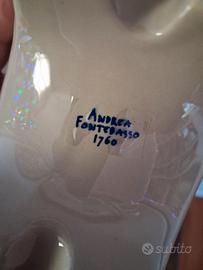 ANDREA
FONTEBASSO
1760
subito